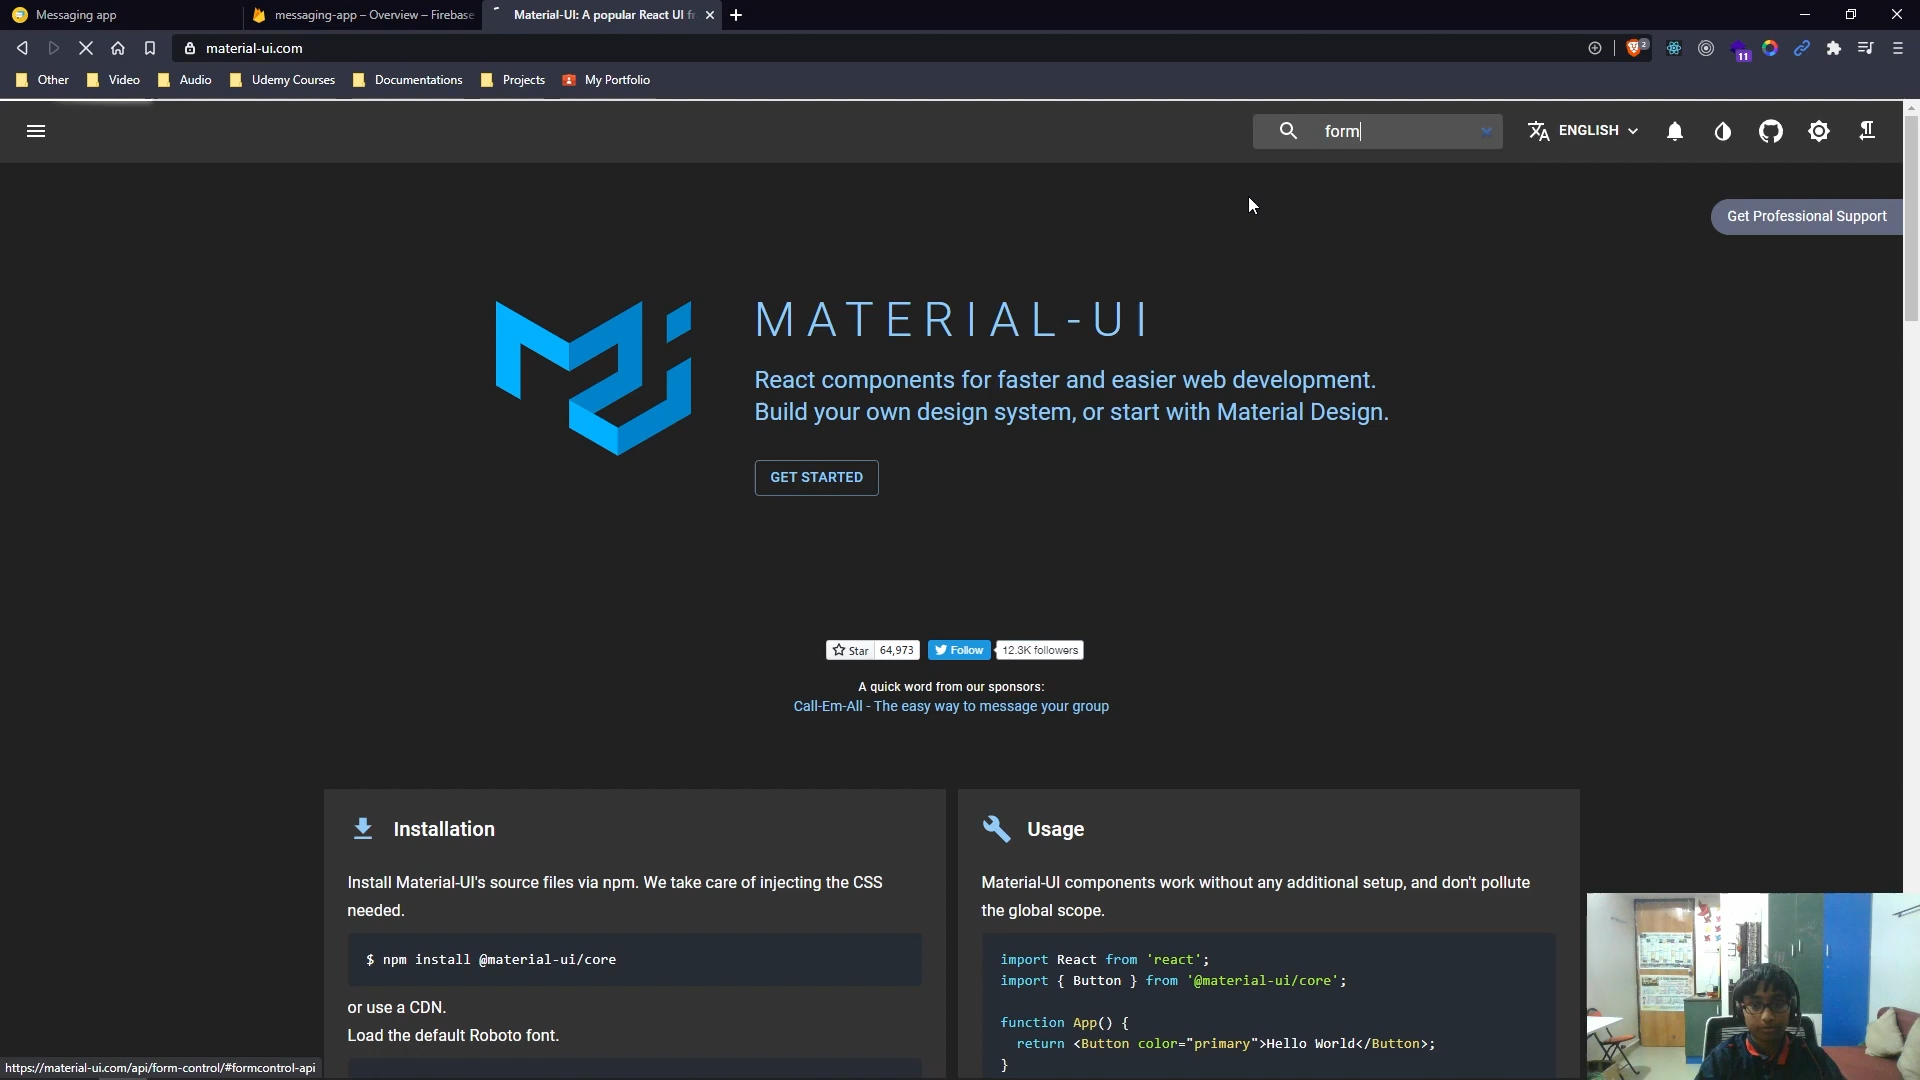 Messaging app
messaging-app – Overview – Firebase
Material-UI: A popular React UI fr
material-ui.com
2
11
Other
Video
Audio
Udemy Courses
Documentations
Projects
My Portfolio
form
ENGLISH
Get Professional Support
MATERIAL-UI
React components for faster and easier web development.
Build your own design system, or start with Material Design.
GET STARTED
Star 64,973 Follow 12.3K followers
A quick word from our sponsors:
Call-Em-All - The easy way to message your group
Installation
Install Material-UI's source files via npm. We take care of injecting the CSS
needed.
$ npm install @material-ui/core
or use a CDN.
Load the default Roboto font.
Usage
Material-UI components work without any additional setup, and don't pollute
the global scope.
import React from 'react';
import { Button } from '@material-ui/core';
function App() {
return <Button color="primary">Hello World</Button>;
}
https://material-ui.com/api/form-control/#formcontrol-api